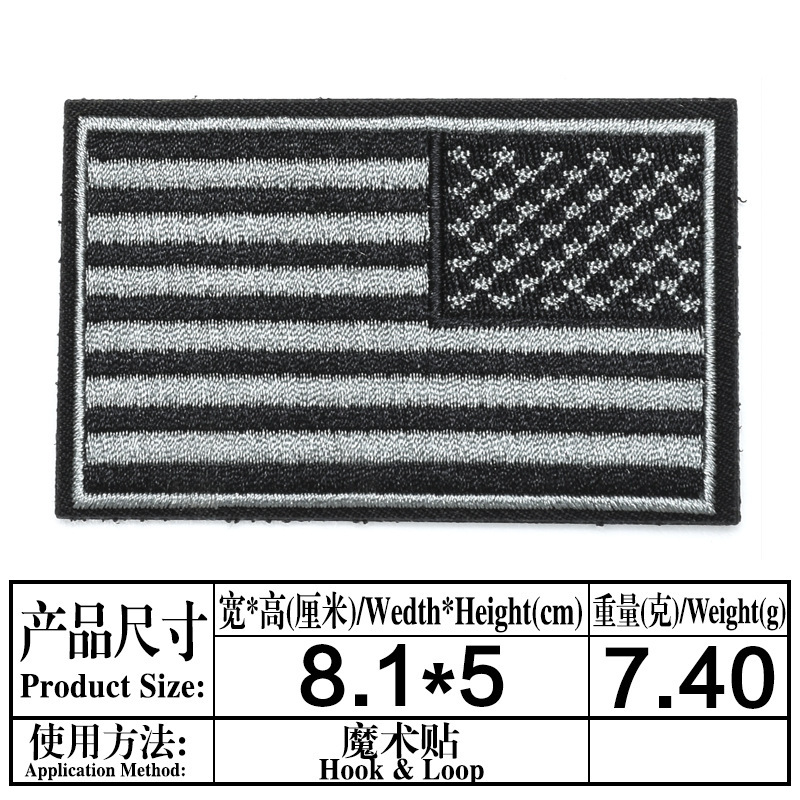 产品尺寸
Product Size:
宽*高(厘米)/Wedth*Height(cm)
重量(克)/Weight(g)
8.1*5
7.40
使用方法:
Application Method:
魔术贴
Hook & Loop